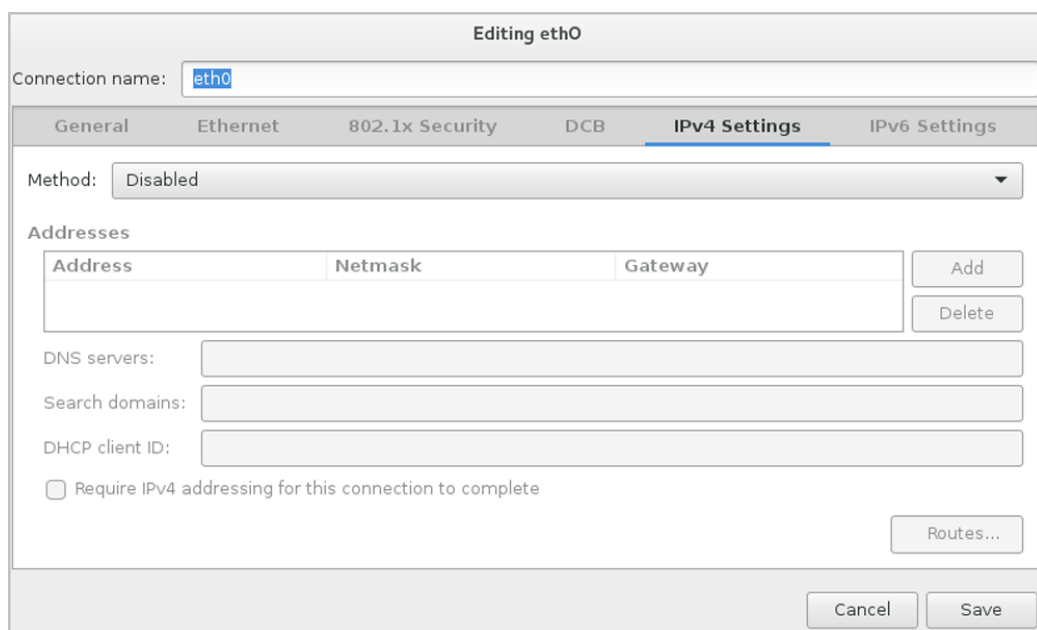 Editing ethO
Connection name: eth0
General Ethernet 802.1x Security DCB IPv4 Settings IPv6 Settings
Method: Disabled
Addresses
Address Netmask Gateway
Add
Delete
DNS servers:
Search domains:
DHCP client ID:
Require IPv4 addressing for this connection to complete
Routes...
Cancel Save